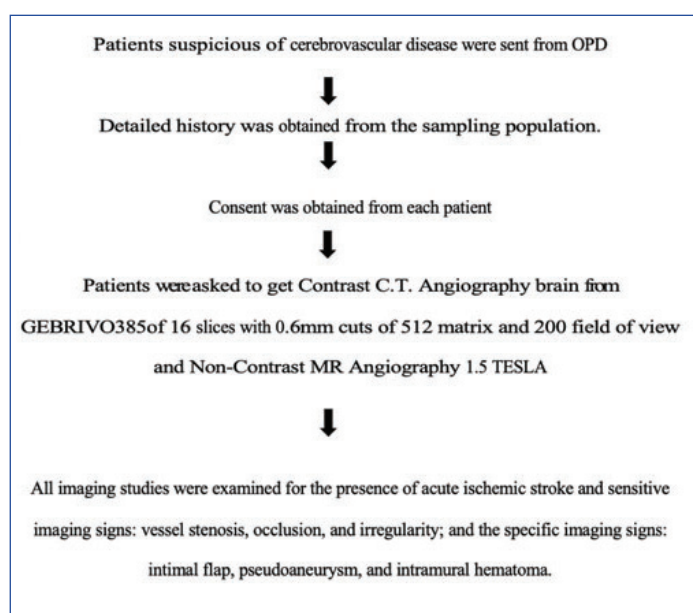 Patients suspicious of cerebrovascular disease were sent from OPD
Detailed history was obtained from the sampling population.
Consent was obtained from each patient
Patients wereasked to get Contrast C.T. Angiography brain from
GEBRIVO385of 16 slices with 0.6mm cuts of 512 matrix and 200 field of view
and Non-Contrast MR Angiography 1.5 TESLA
All imaging studies were examined for the presence of acute ischemic stroke and sensitive
imaging signs: vessel stenosis, occlusion, and irregularity; and the specific imaging signs:
intimal flap, pseudoaneurysm, and intramural hematoma.